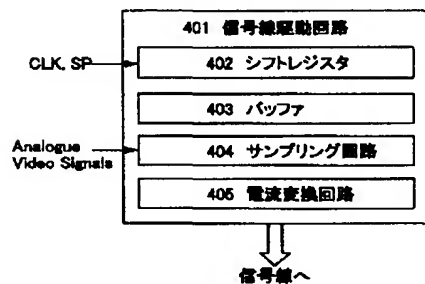 401 信号線駆動回路
CLK, SP
402 シフトレジスタ
403 バッファ
Analogue
Video Signals
404 サンプリング回路
405 電流変換回路
信号線へ